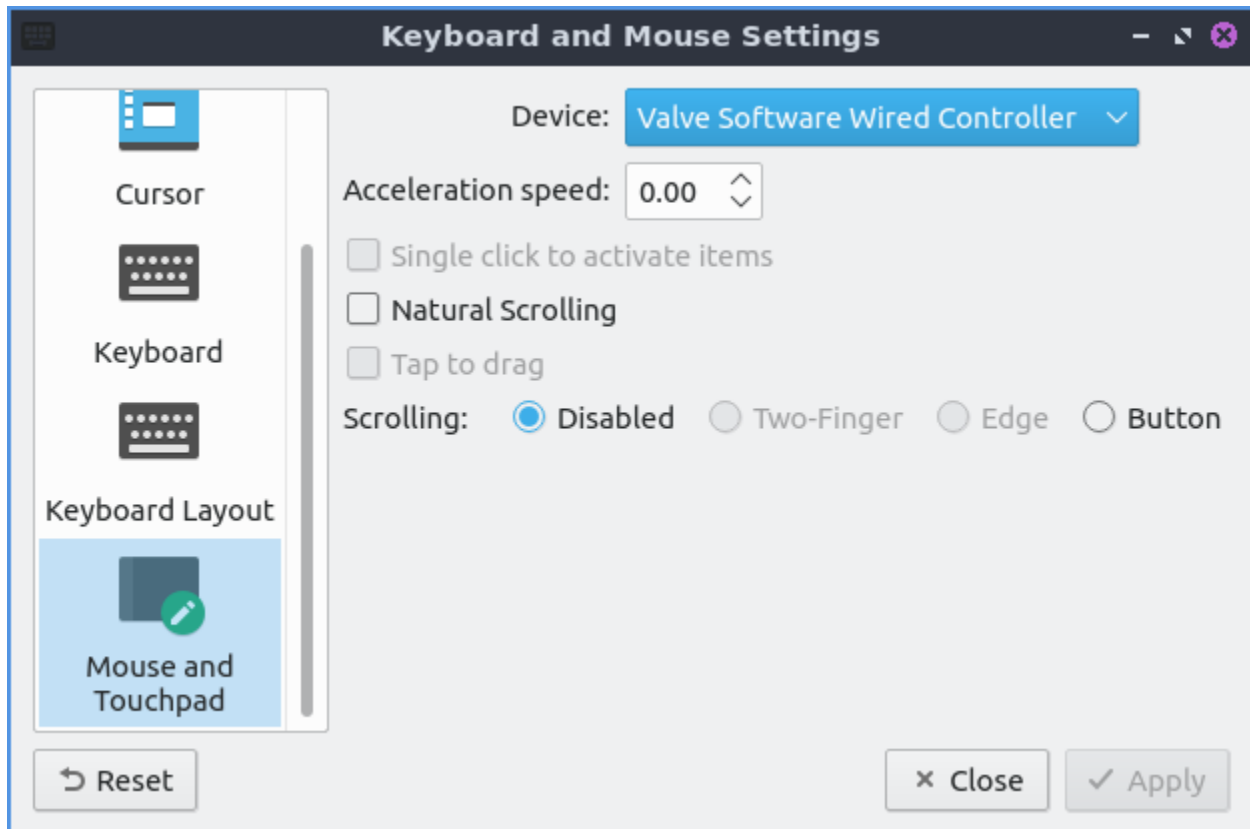 Keyboard and Mouse Settings
Cursor
Keyboard
Keyboard Layout
Mouse and
Touchpad
Device: Valve Software Wired Controller
Acceleration speed: 0.00
Single click to activate items
Natural Scrolling
Tap to drag
Scrolling: Disabled Two-Finger Edge Button
Reset Close Apply